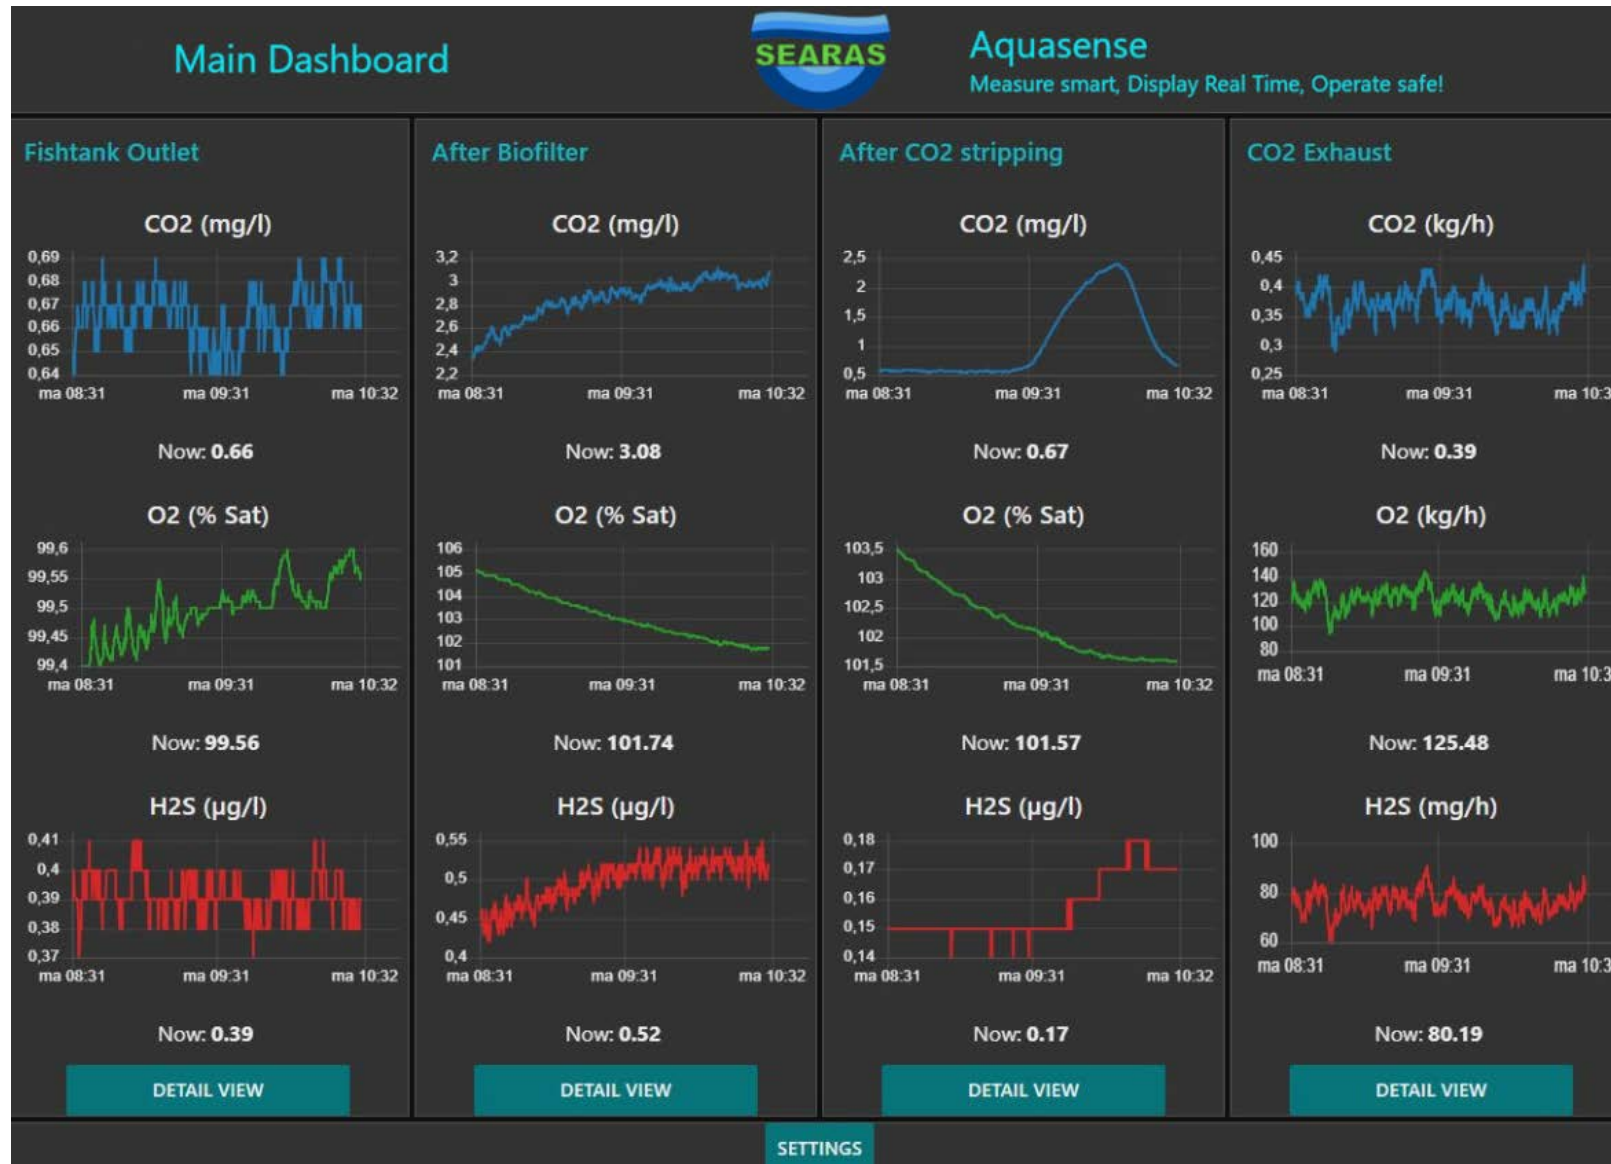 Main Dashboard
SEARAS
Aquasense
Measure smart, Display Real Time, Operate safe!
Fishtank Outlet
CO2 (mg/l)
0,69
0,68
0,67
0,66
0,65
0,64
ma 08:31 ma 09:31 ma 10:32
Now: 0.66
O2 (% Sat)
99,6
99,55
99,5
99,45
99,4
ma 08:31 ma 09:31 ma 10:32
Now: 99.56
H2S (µg/l)
0,41
0,4
0,39
0,38
0,37
ma 08:31 ma 09:31 ma 10:32
Now: 0.39
DETAIL VIEW
After Biofilter
CO2 (mg/l)
3,2
3
2,8
2,6
2,4
2,2
ma 08:31 ma 09:31 ma 10:32
Now: 3.08
O2 (% Sat)
106
105
104
103
102
101
ma 08:31 ma 09:31 ma 10:32
Now: 101.74
H2S (µg/l)
0,55
0,5
0,45
0,4
ma 08:31 ma 09:31 ma 10:32
Now: 0.52
DETAIL VIEW
After CO2 stripping
CO2 (mg/l)
2,5
2
1,5
1
0,5
ma 08:31 ma 09:31 ma 10:32
Now: 0.67
O2 (% Sat)
103,5
103
102,5
102
101,5
ma 08:31 ma 09:31 ma 10:32
Now: 101.57
H2S (µg/l)
0,18
0,17
0,16
0,15
0,14
ma 08:31 ma 09:31 ma 10:32
Now: 0.17
DETAIL VIEW
CO2 Exhaust
CO2 (kg/h)
0,45
0,4
0,35
0,3
0,25
ma 08:31 ma 09:31 ma 10:3
Now: 0.39
O2 (kg/h)
160
140
120
100
80
ma 08:31 ma 09:31 ma 10:3
Now: 125.48
H2S (mg/h)
100
80
60
ma 08:31 ma 09:31 ma 10:3
Now: 80.19
DETAIL VIEW
SETTINGS